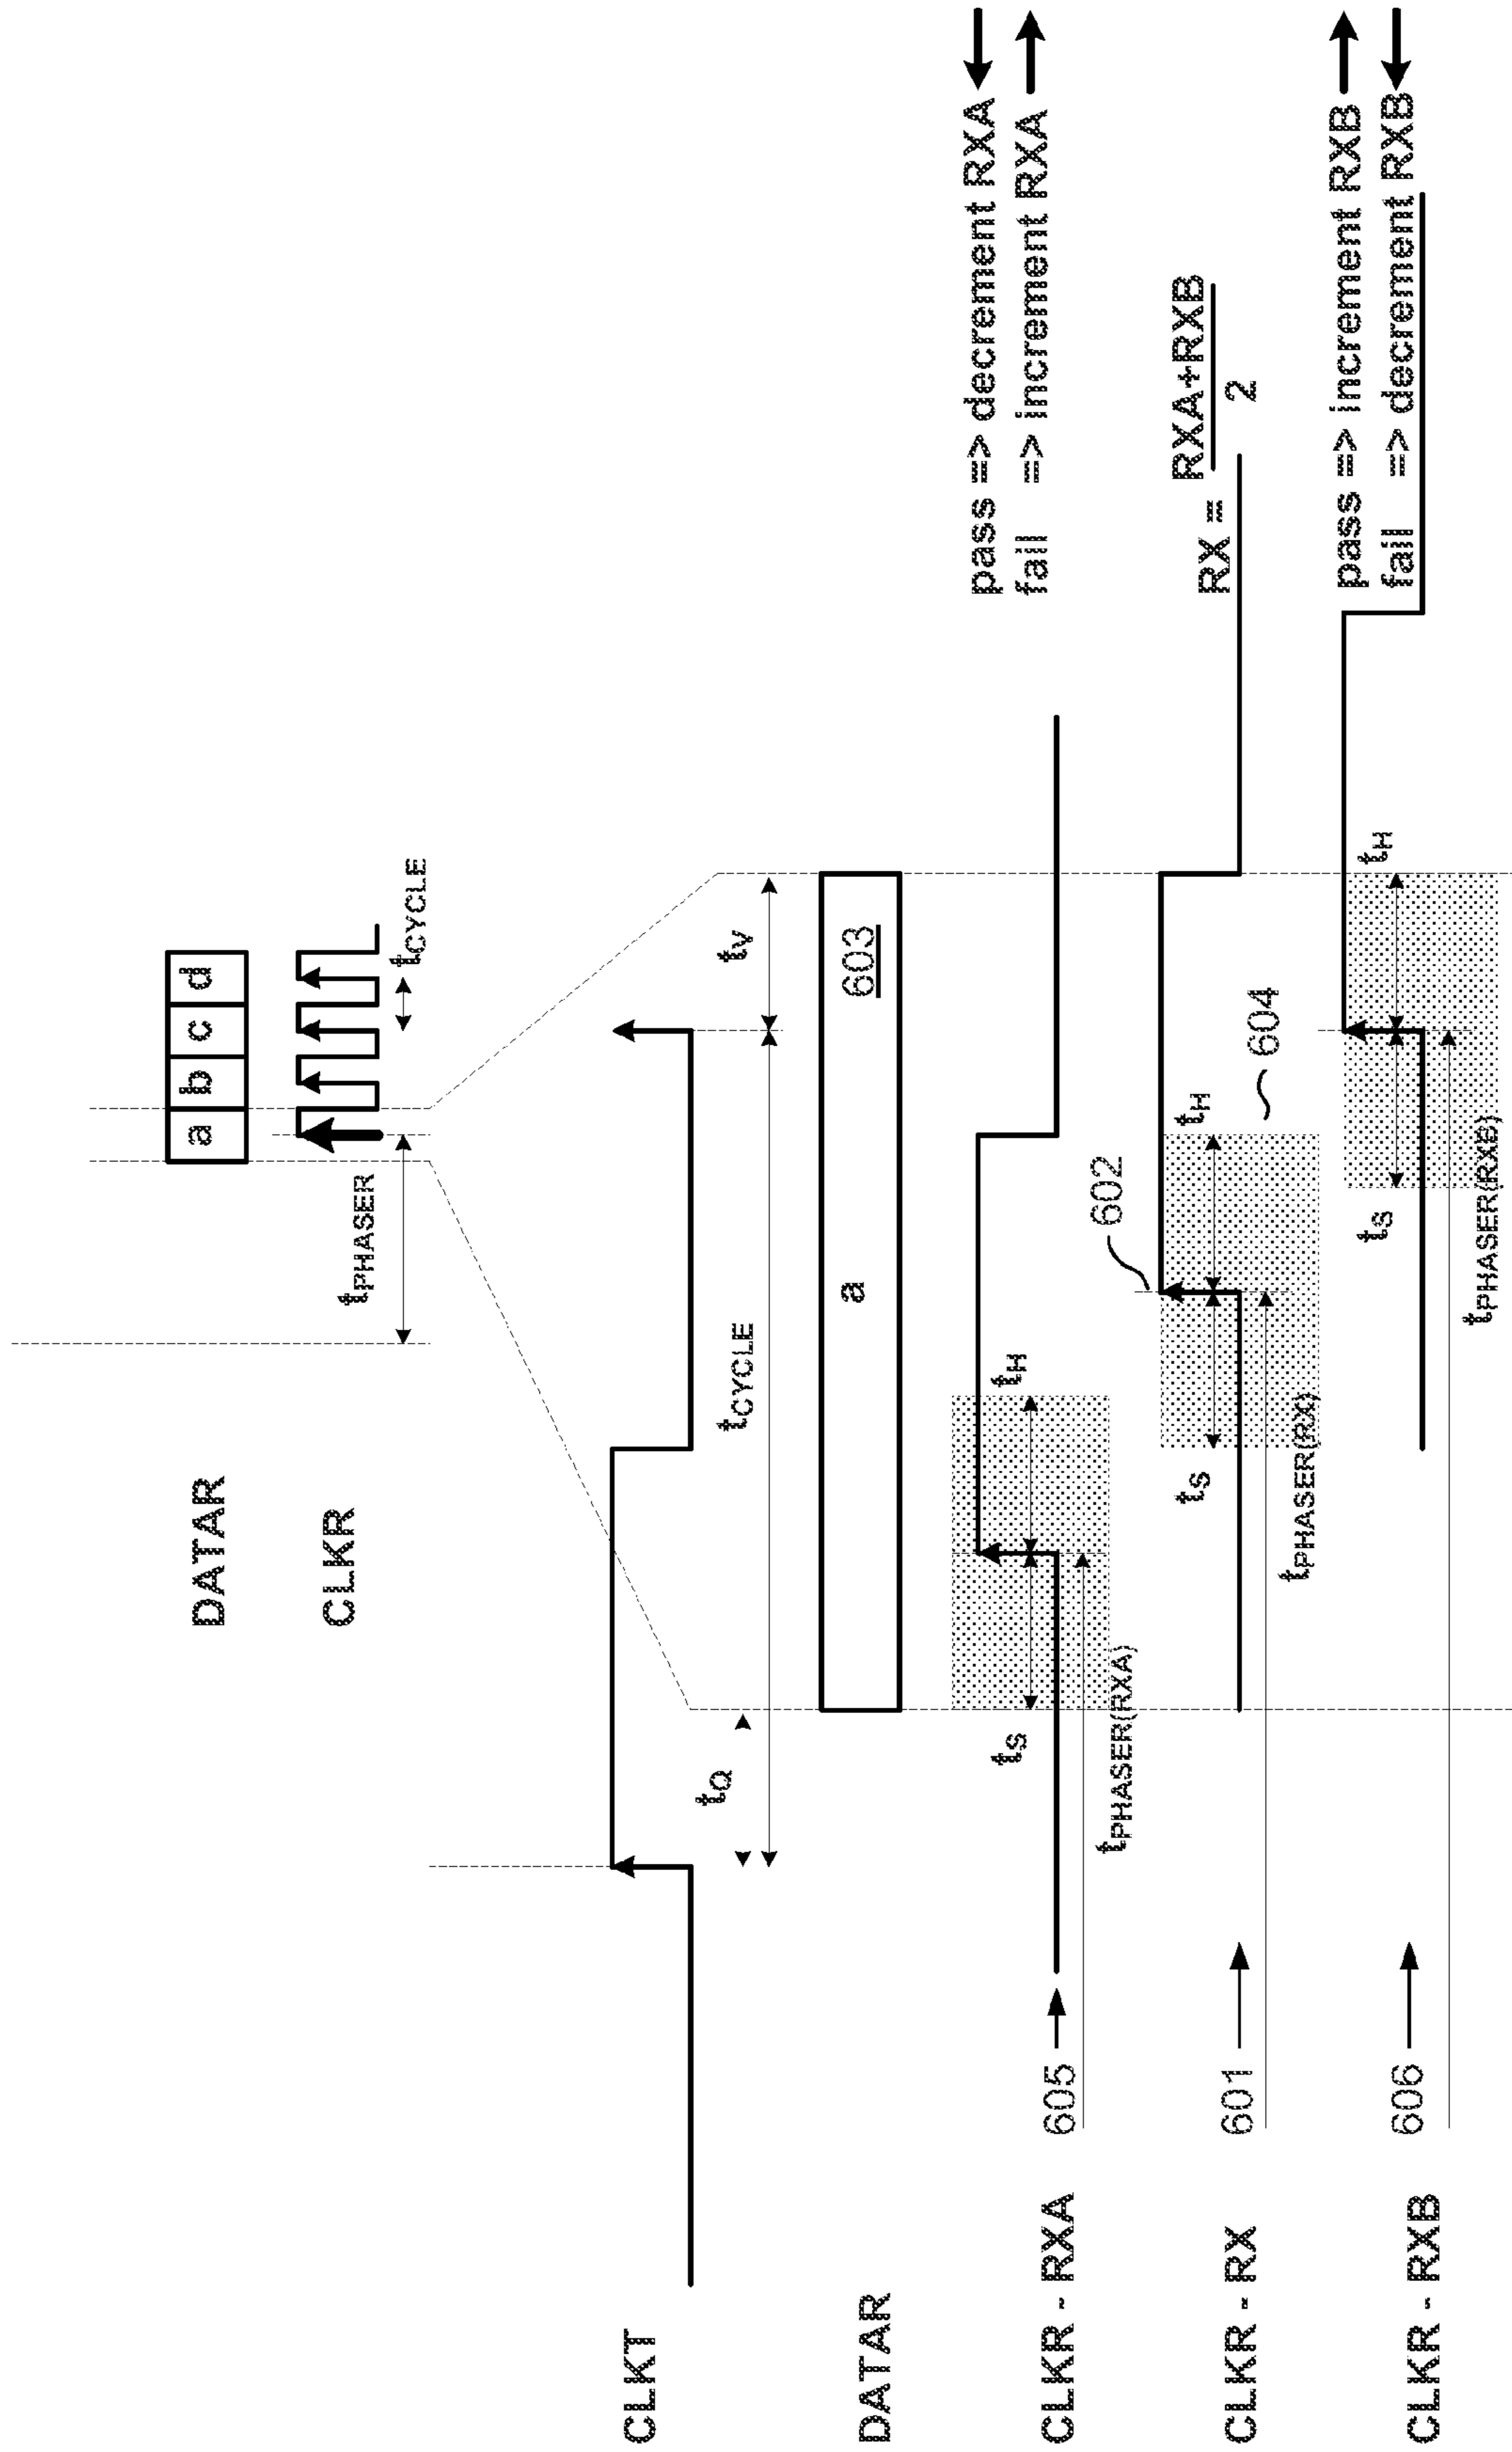 DATAR
a b c d
CLKR
tPHASER
tCYCLE
CLKT
tQ
tCYCLE
tV
DATAR
a
603
CLKR - RXA
605
tS
tH
tPHASER(RXA)
pass => decrement RXA
fail => increment RXA
CLKR - RX
601
602
tS
tH
604
tPHASER(RX)
RX = RXA+RXB
2
CLKR - RXB
606
tS
tH
tPHASER(RXB)
pass => increment RXB
fail => decrement RXB